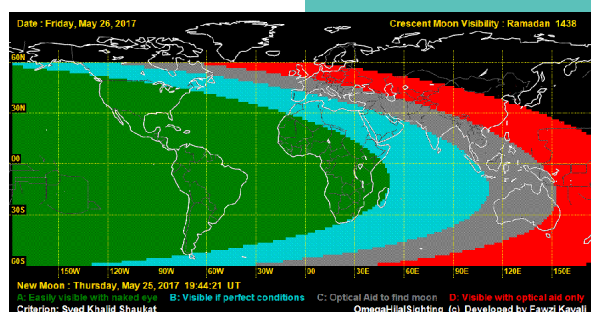 Date : Friday, May 26, 2017
Crescent Moon Visibility : Ramadan 1438
60N
30N
00
30S
60S
150W 120W 90W 60W 30W 00 30E 60E 90E 120E 150E
New Moon : Thursday, May 25, 2017 19:44:21 UT
A: Easily visible with naked eye B: Visible if perfect conditions C: Optical Aid to find moon D: Visible with optical aid only
Criterion: Syed Khalid Shaukat OmegaHilalSighting (c) Developed by Fawzi Kavali